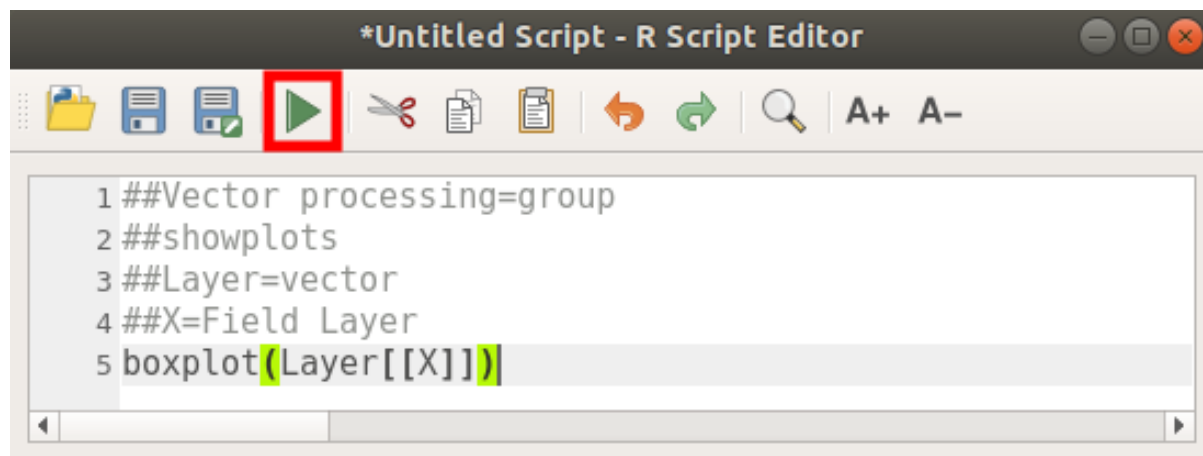 *Untitled Script - R Script Editor
A+ A-
1 ##Vector processing=group
2 ##showplots
3 ##Layer=vector
4 ##X=Field Layer
5 boxplot(Layer[[X]])